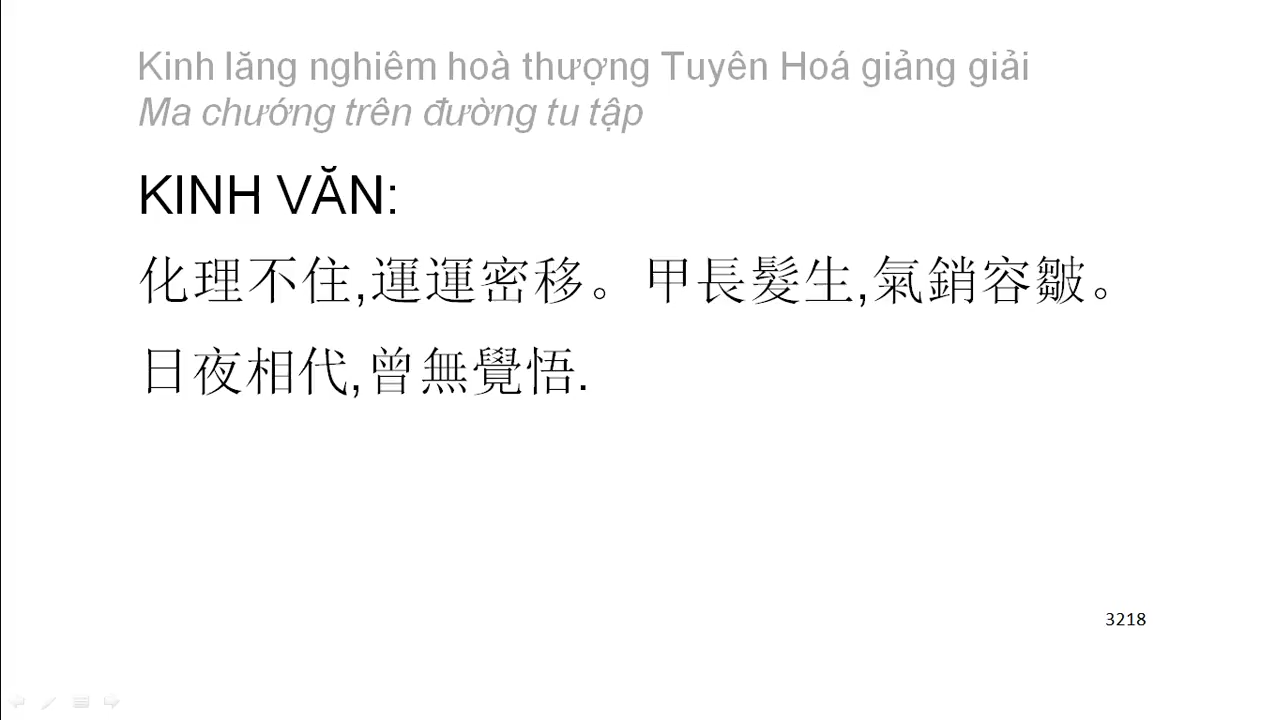 Kinh lăng nghiêm hoà thượng Tuyên Hoá giảng giải
Ma chướng trên đường tu tập
KINH VĂN:
化理不住,運運密移。甲長髮生,氣銷容皺。
日夜相代,曾無覺悟.
3218